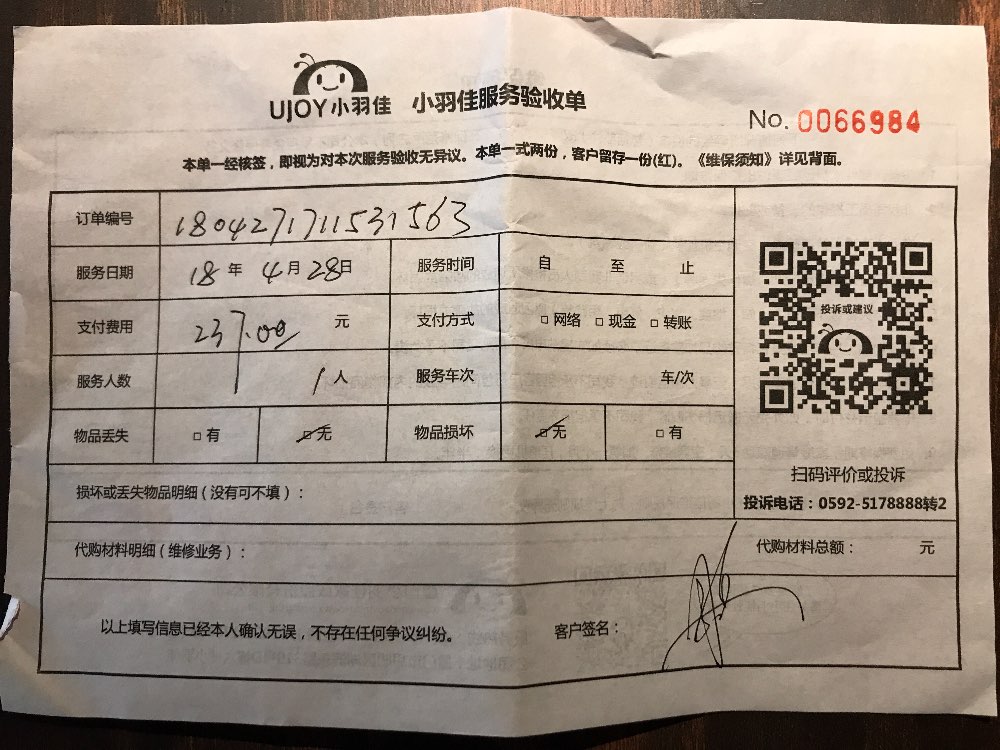 UJOY小羽佳 小羽佳服务验收单
No. 0066984
本单一经核签，即视为对本次服务验收无异议。本单一式两份，客户留存一份(红)。《维保须知》详见背面。
订单编号 1804271711531563
服务日期 18年4月28日 服务时间 自 至 止
支付费用 237.00 元 支付方式 □网络 □现金 □转账
服务人数 1人 服务车次 车/次
物品丢失 □有 □无 物品损坏 □无 □有
投诉或建议
扫码评价或投诉
投诉电话：0592-5178888转2
损坏或丢失物品明细（没有可不填）：
代购材料明细（维修业务）： 代购材料总额： 元
以上填写信息已经本人确认无误，不存在任何争议纠纷。 客户签名：